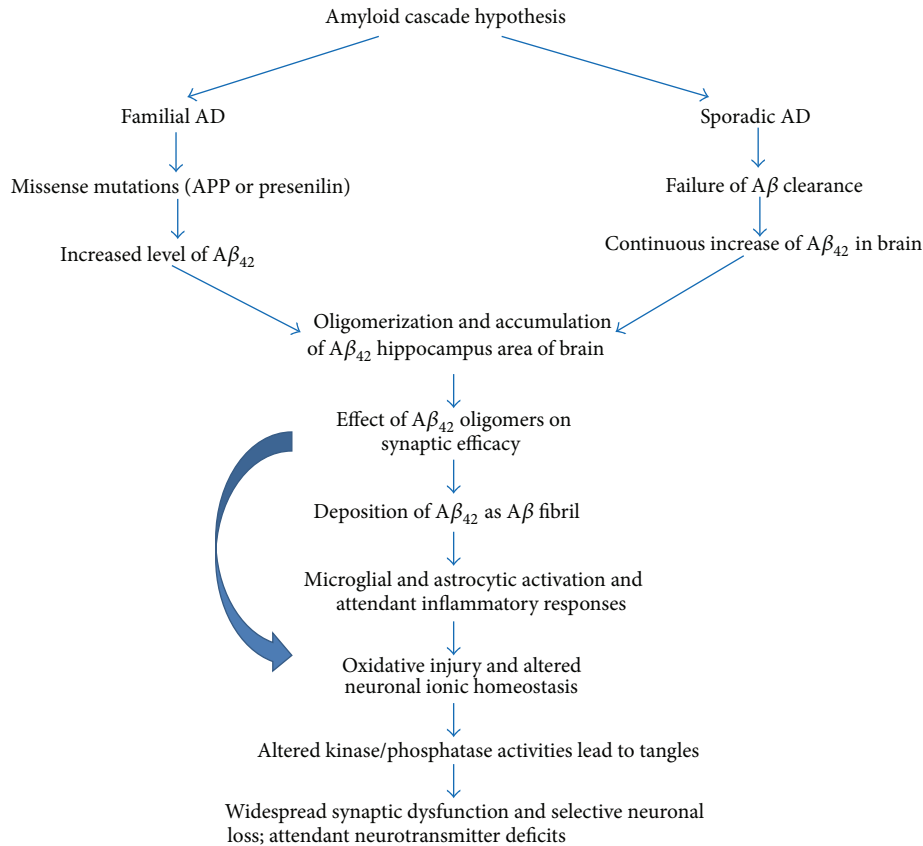 Amyloid cascade hypothesis
Familial AD
Sporadic AD
Missense mutations (APP or presenilin)
Failure of Aβ clearance
Increased level of Aβ₄₂
Continuous increase of Aβ₄₂ in brain
Oligomerization and accumulation
of Aβ₄₂ hippocampus area of brain
Effect of Aβ₄₂ oligomers on
synaptic efficacy
Deposition of Aβ₄₂ as Aβ fibril
Microglial and astrocytic activation and
attendant inflammatory responses
Oxidative injury and altered
neuronal ionic homeostasis
Altered kinase/phosphatase activities lead to tangles
Widespread synaptic dysfunction and selective neuronal
loss; attendant neurotransmitter deficits